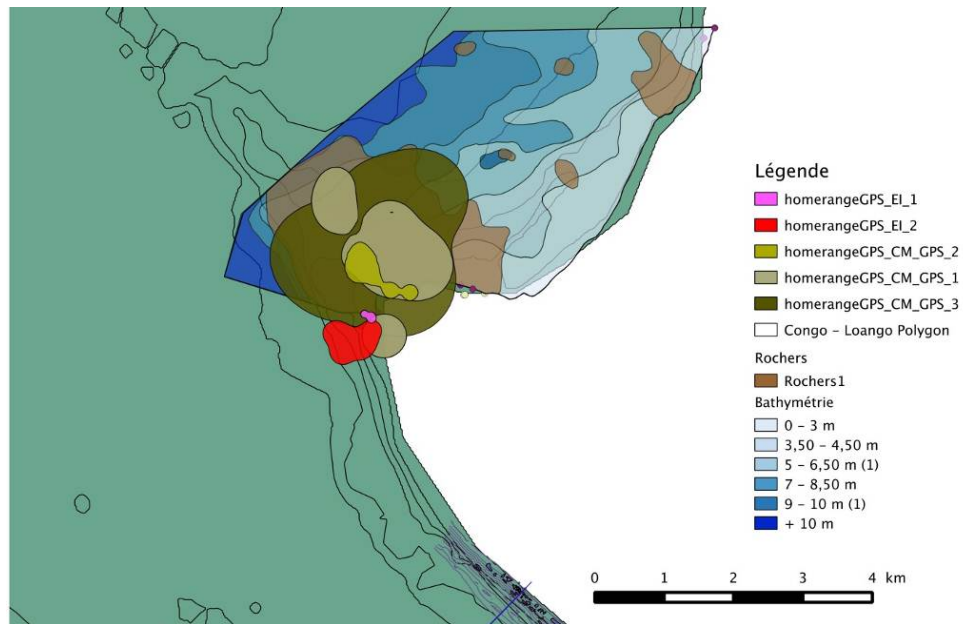 Légende
homerangeGPS_EI_1
homerangeGPS_EI_2
homerangeGPS_CM_GPS_2
homerangeGPS_CM_GPS_1
homerangeGPS_CM_GPS_3
Congo - Loango Polygon
Rochers
Rochers1
Bathymétrie
0 - 3 m
3,50 - 4,50 m
5 - 6,50 m (1)
7 - 8,50 m
9 - 10 m (1)
+ 10 m
0 1 2 3 4 km